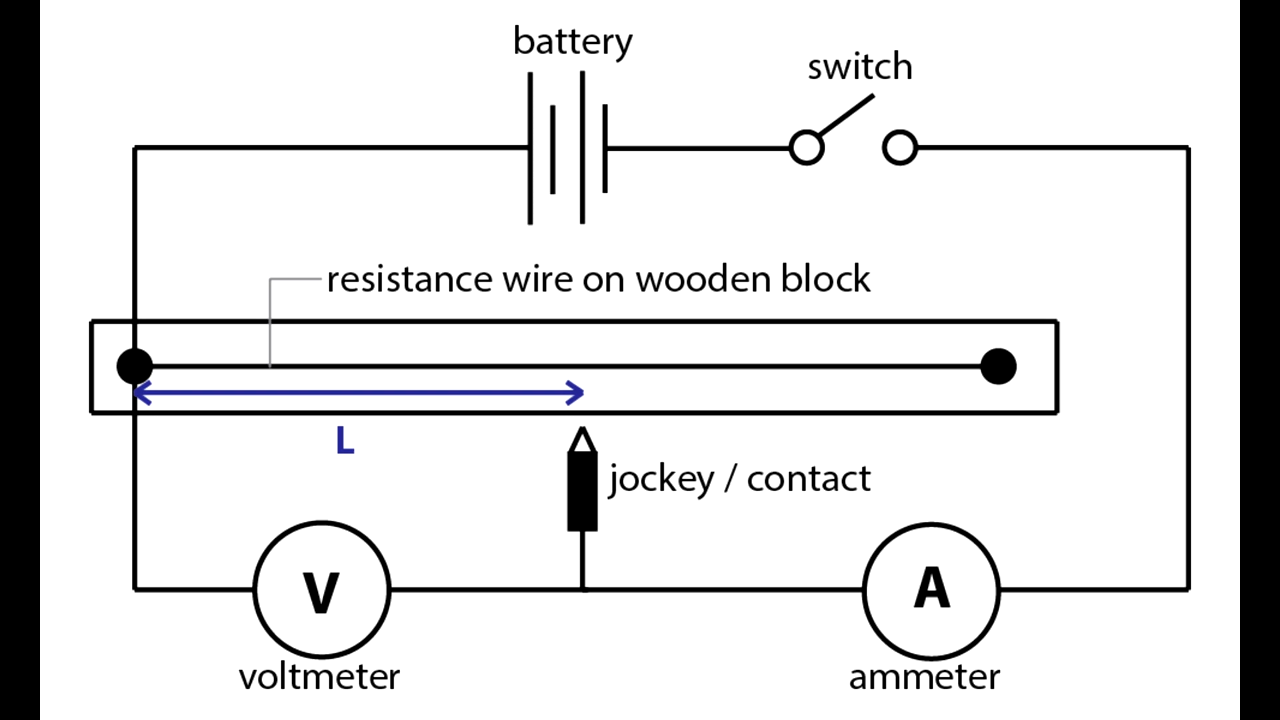 battery
switch
resistance wire on wooden block
L
jockey / contact
V
A
voltmeter
ammeter